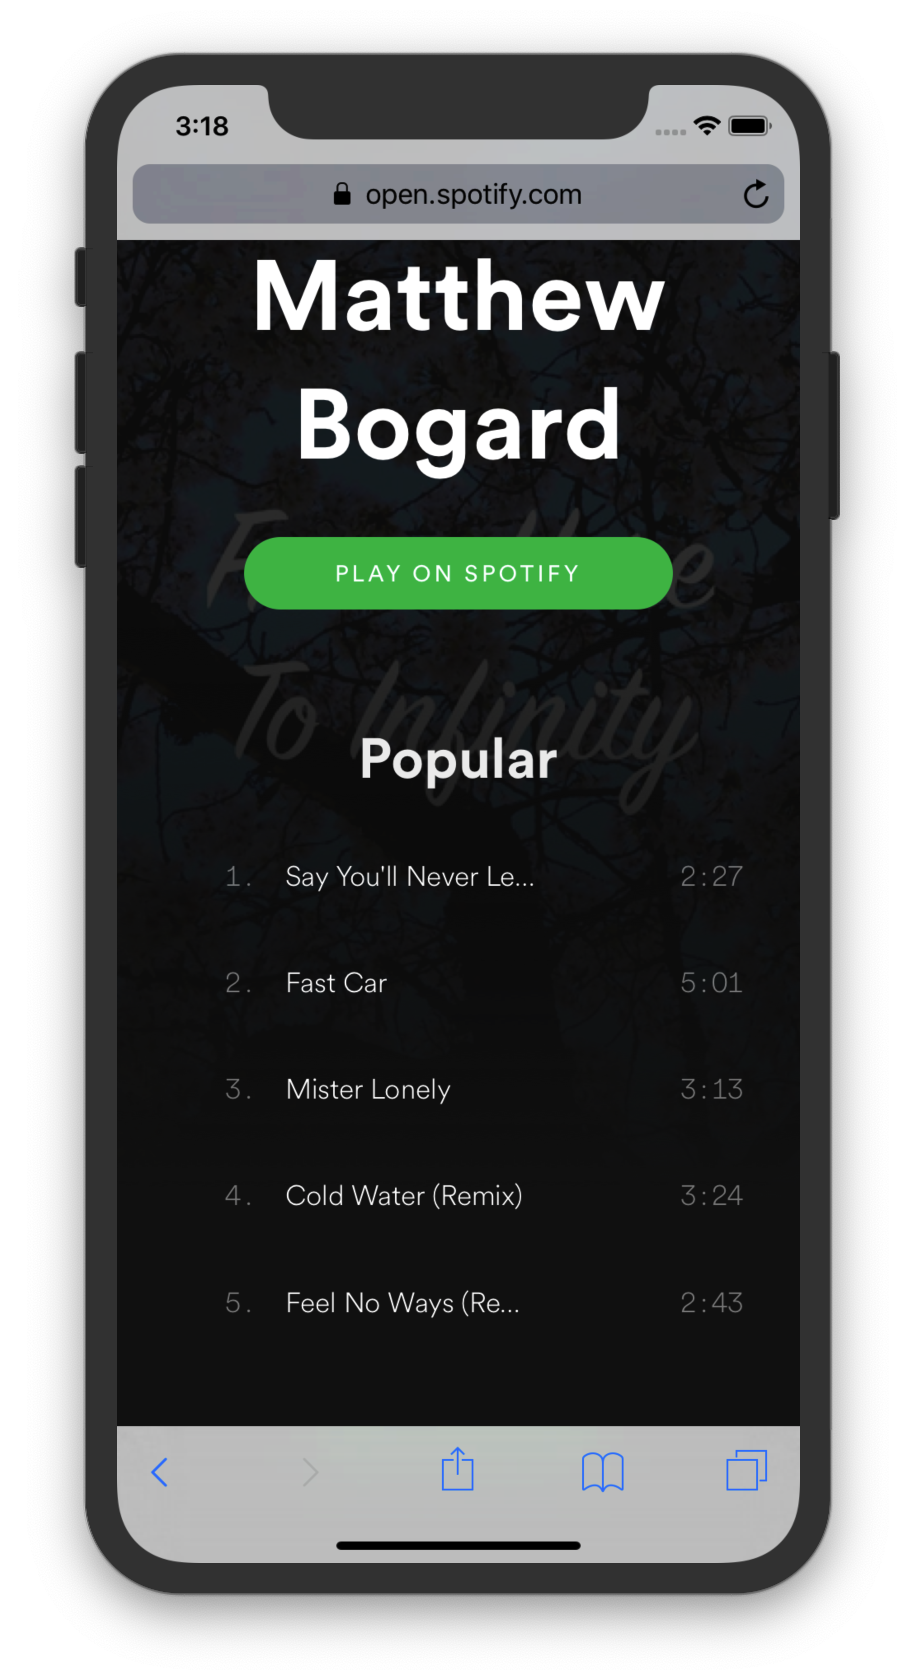 3:18
open.spotify.com
Matthew
Bogard
PLAY ON SPOTIFY
To Infinity
Popular
1. Say You'll Never Le... 2:27
2. Fast Car 5:01
3. Mister Lonely 3:13
4. Cold Water (Remix) 3:24
5. Feel No Ways (Re... 2:43